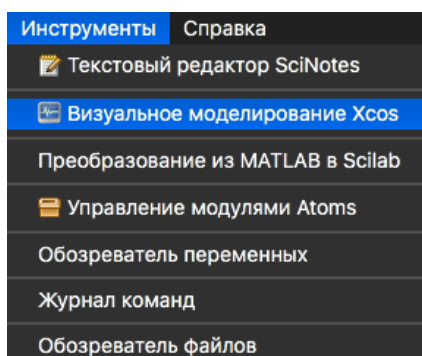 Инструменты Справка
Текстовый редактор SciNotes
Визуальное моделирование Xcos
Преобразование из MATLAB в Scilab
Управление модулями Atoms
Обозреватель переменных
Журнал команд
Обозреватель файлов